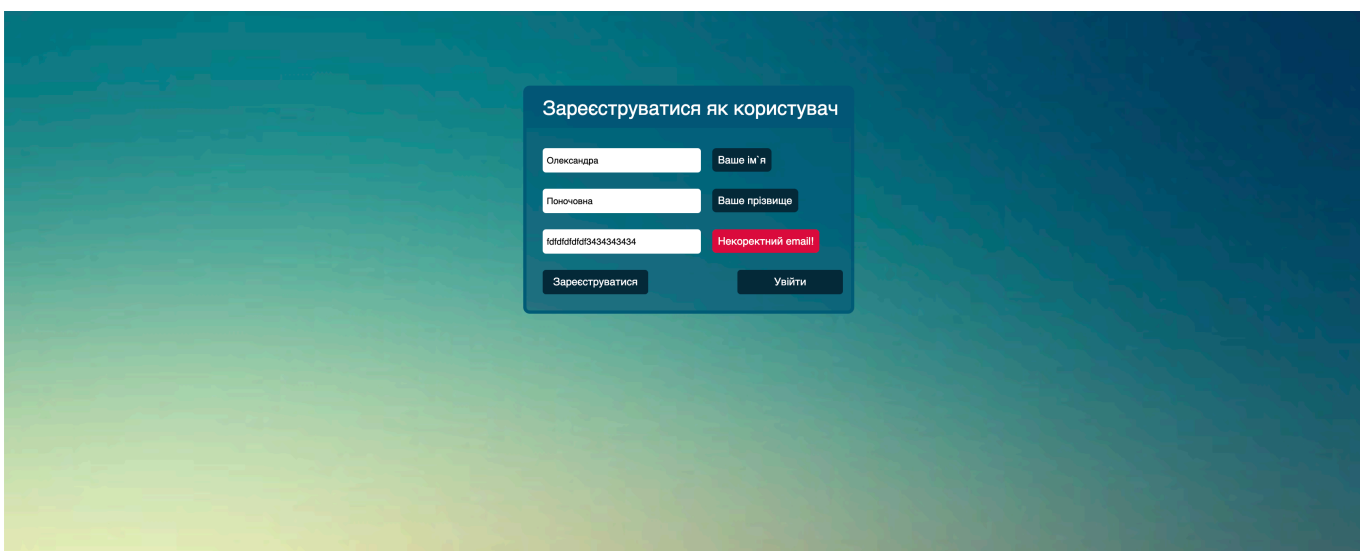 Зареєструватися як користувач
Олександра Ваше ім`я
Поночовна Ваше прізвище
fdfdfdfdfdf3434343434 Некоректний email!
Зареєструватися Увійти